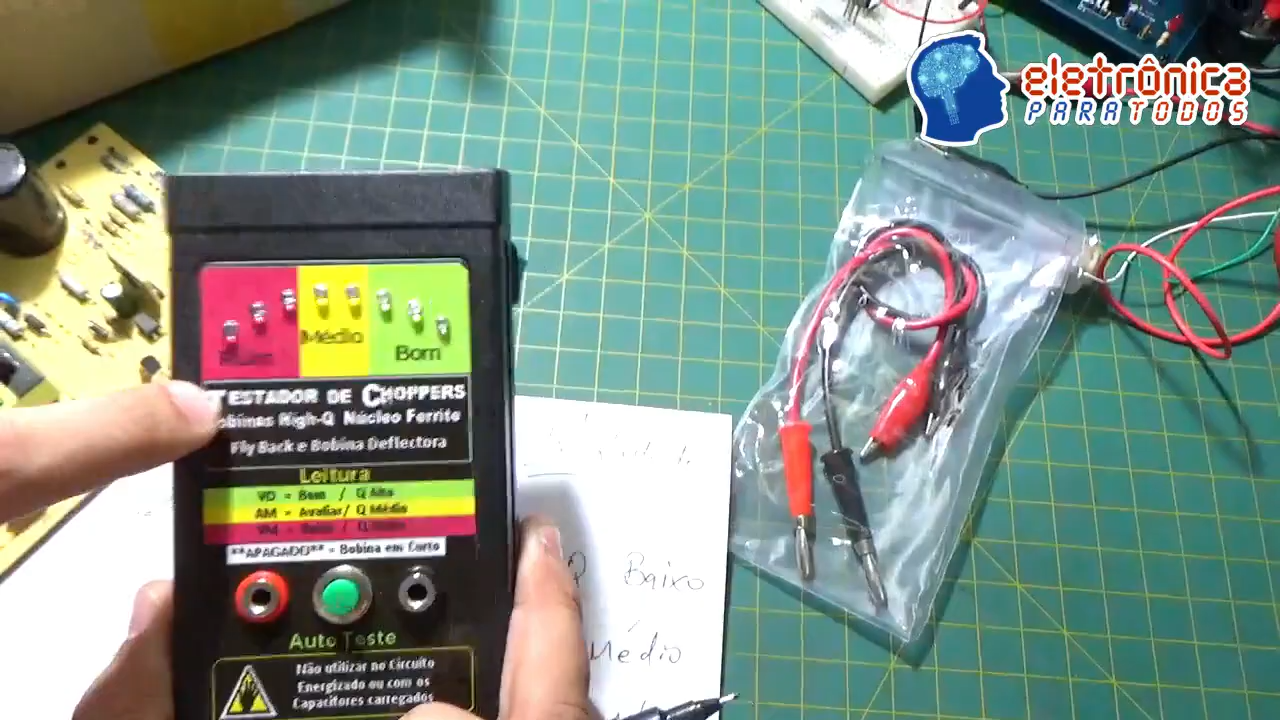 eletrônica
PARATODOS
Médio
Bom
TESTADOR DE CHOPPERS
Bobinas High-Q Núcleo Ferrite
Fly Back e Bobina Deflectora
Leitura
VD = Bom / Q Alto
AM = Avaliar/ Q Médio
**APAGADO** = Bobina em Curto
Auto Teste
Não utilizar no Circuito
Energizado ou com os
Capacitores carregados
Q Baixo
Médio